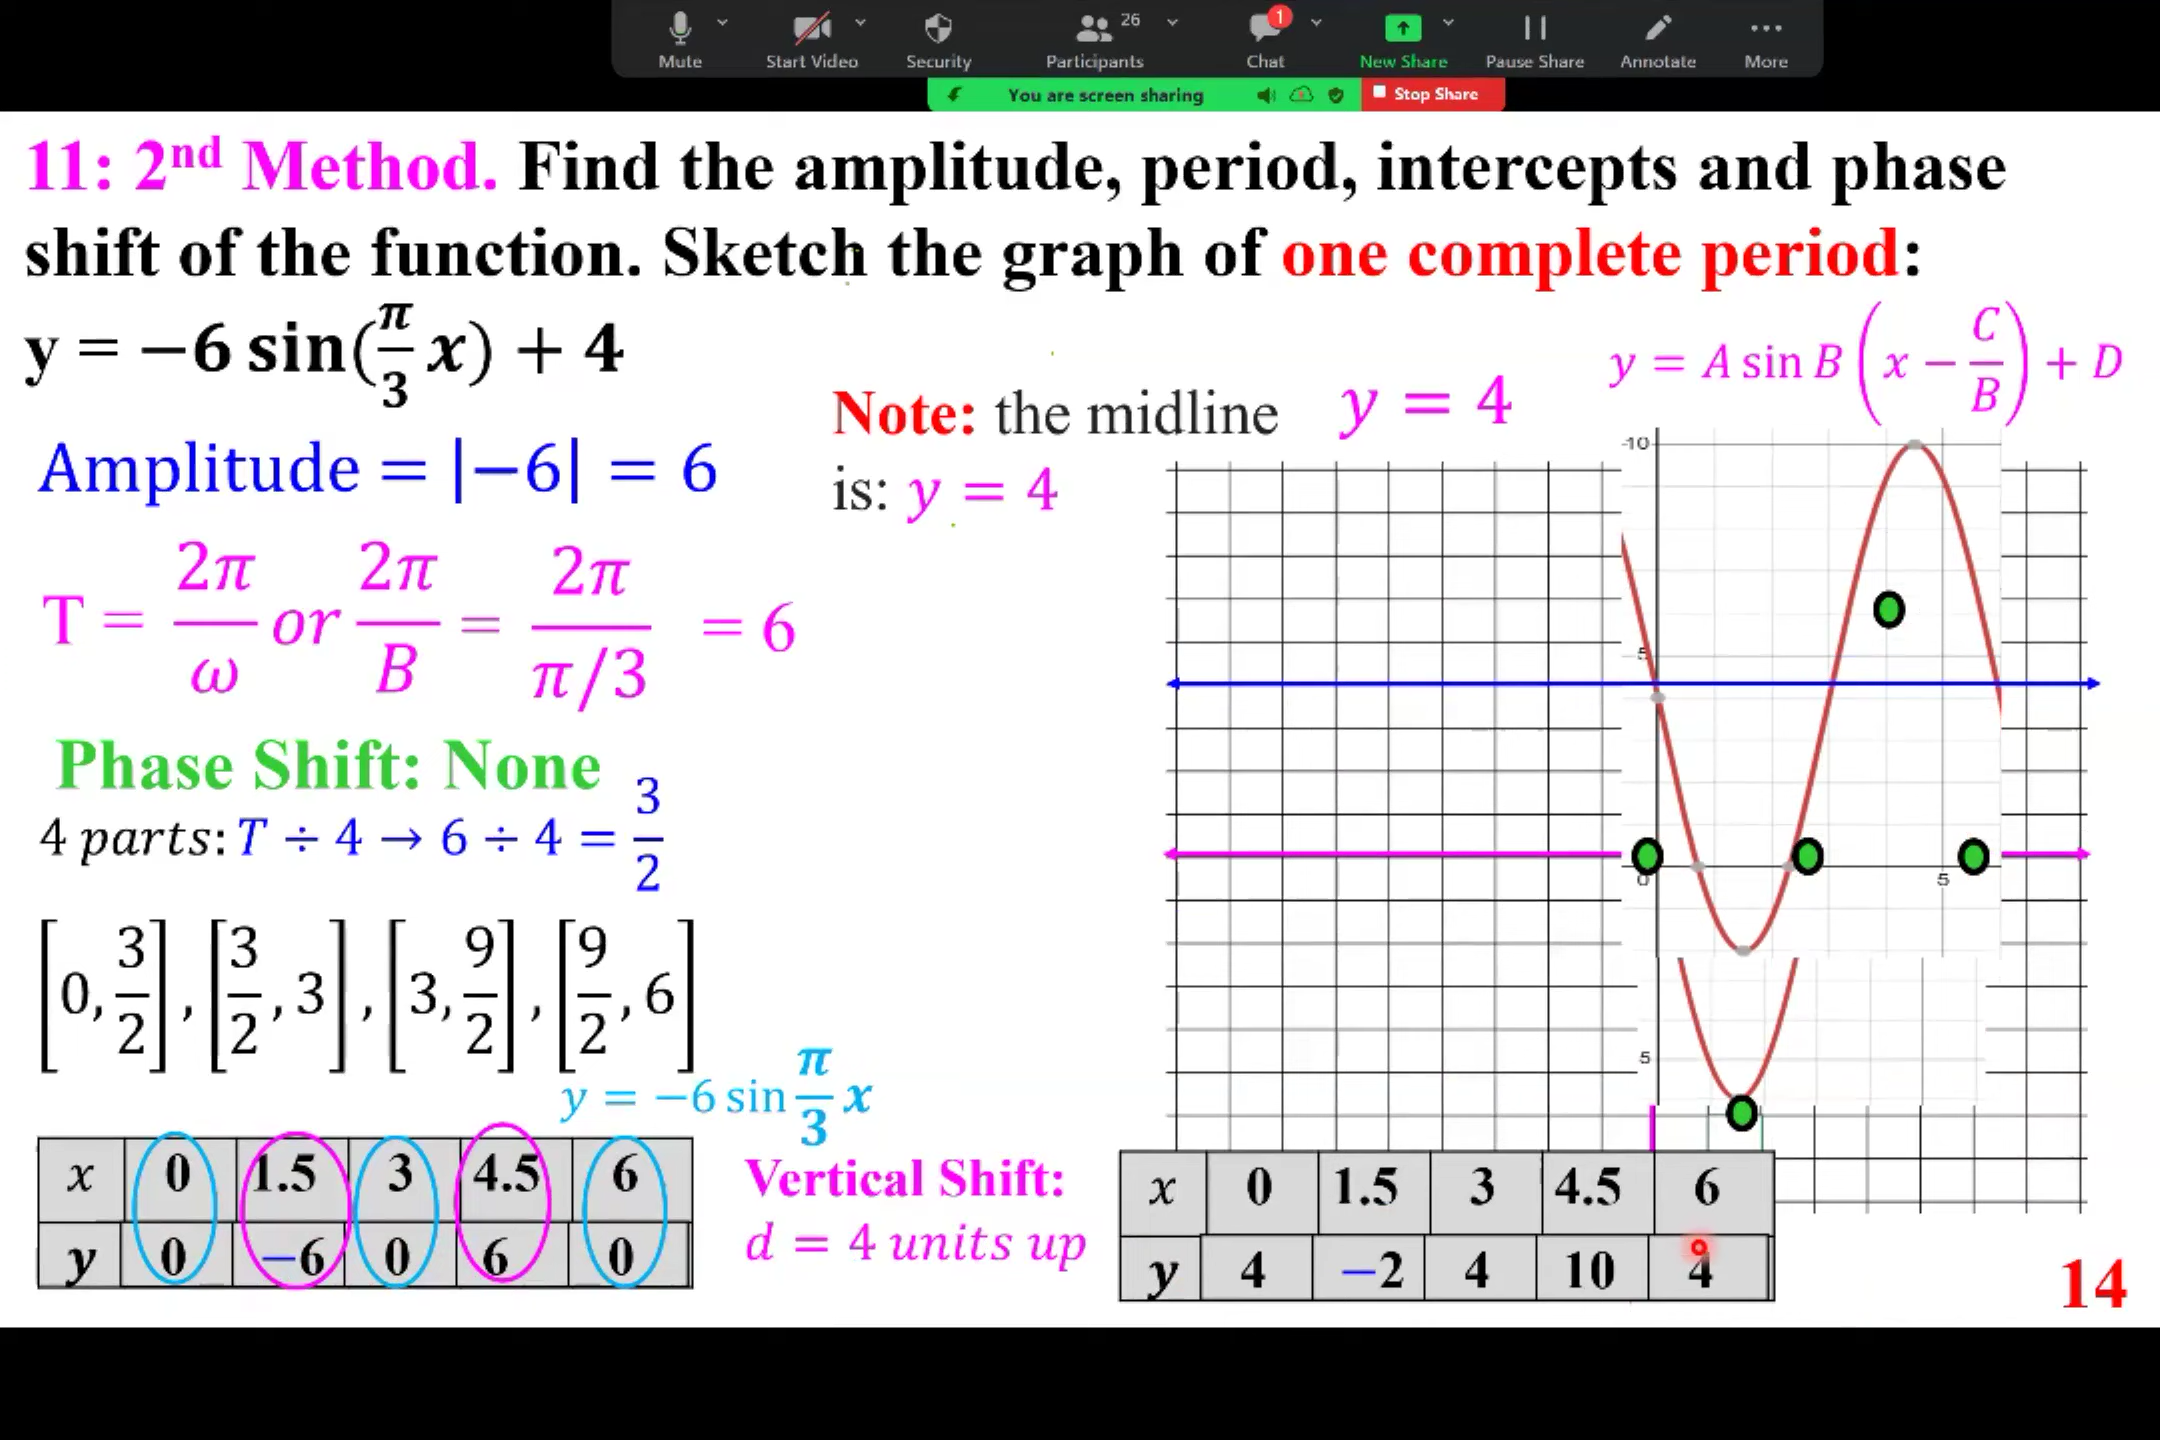 26
1
Mute Start Video Security Participants Chat New Share Pause Share Annotate More
You are screen sharing Stop Share
11: 2nd Method. Find the amplitude, period, intercepts and phase
shift of the function. Sketch the graph of one complete period:
y = −6 sin(π/3 x) + 4
y = A sin B (x − C/B) + D
Note: the midline y = 4
is: y = 4
Amplitude = |−6| = 6
T = 2π/ω or 2π/B = 2π/(π/3) = 6
Phase Shift: None
4 parts: T ÷ 4 → 6 ÷ 4 = 3/2
[0, 3/2], [3/2, 3], [3, 9/2], [9/2, 6]
y = −6 sin π/3 x
x 0 1.5 3 4.5 6
y 0 −6 0 6 0
Vertical Shift:
d = 4 units up
10
5
0 5
5
x 0 1.5 3 4.5 6
y 4 −2 4 10 4
14